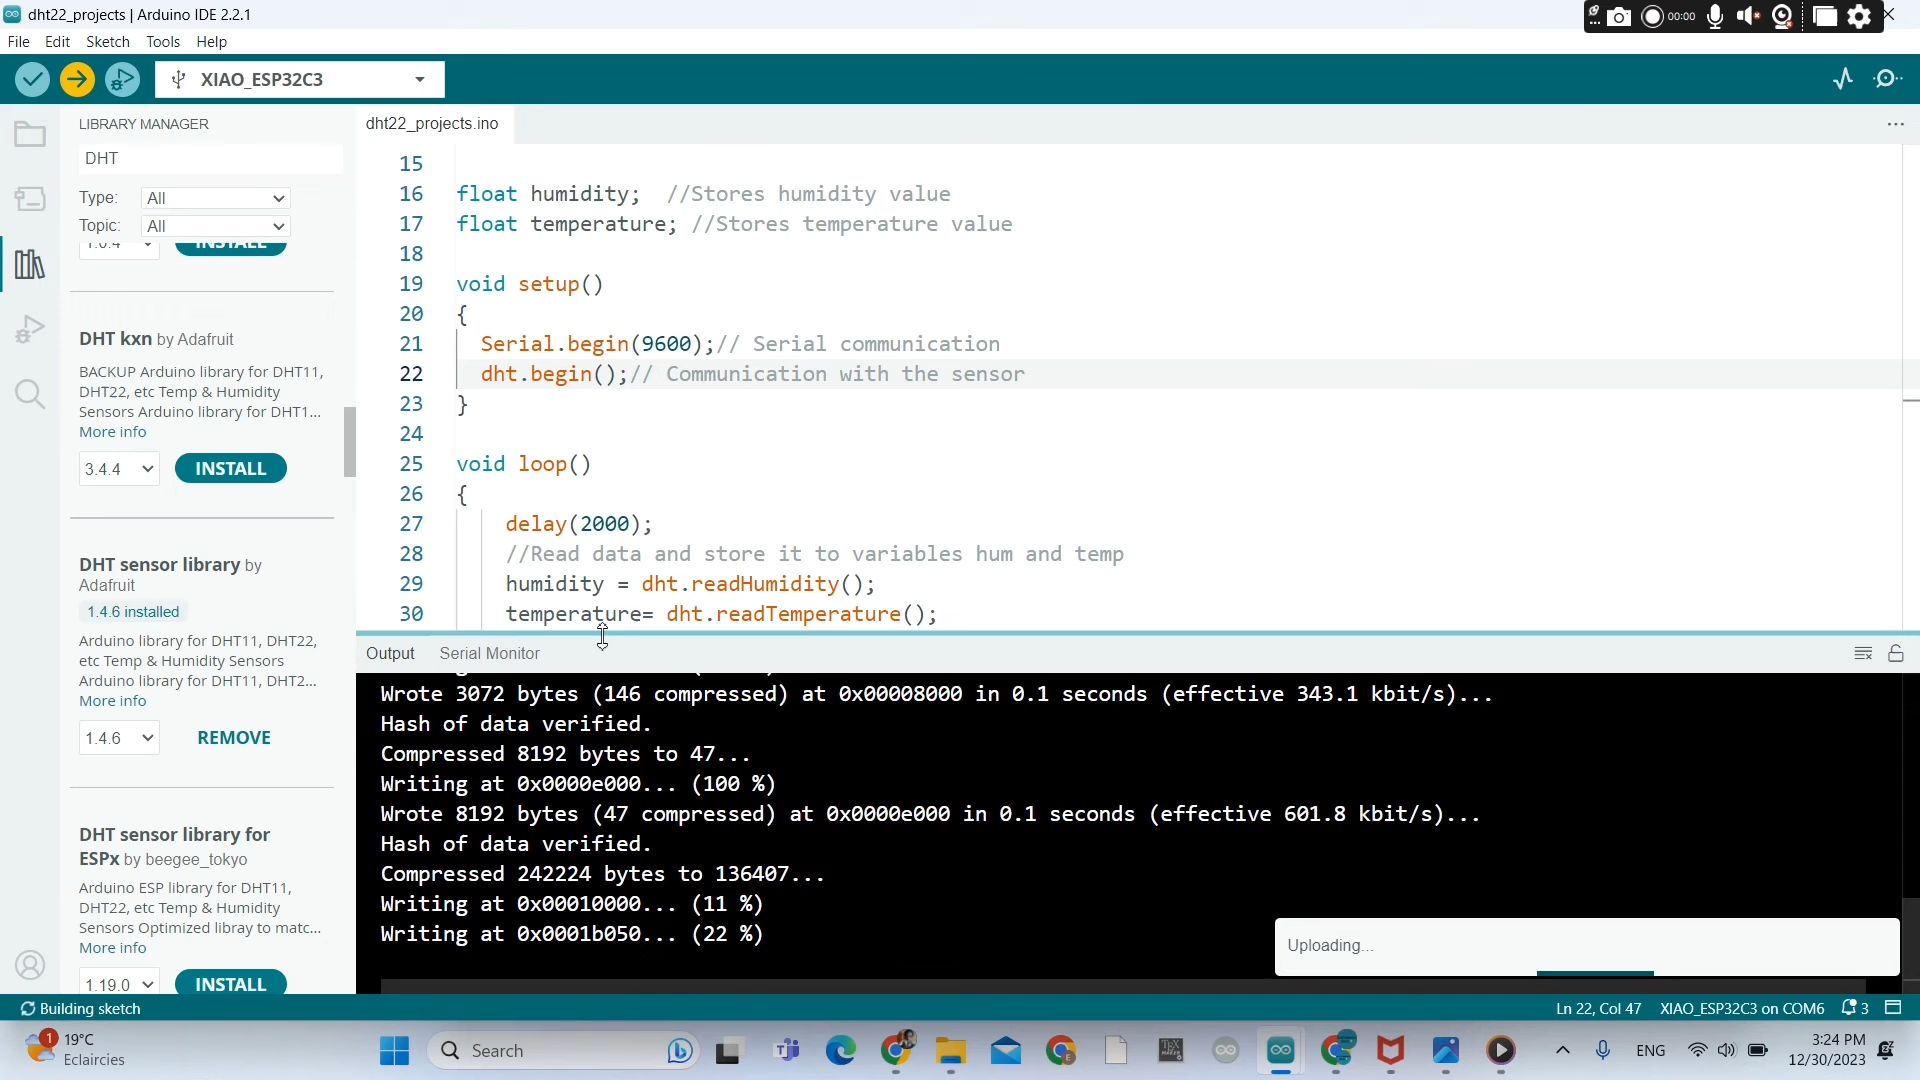 dht22_projects | Arduino IDE 2.2.1
00:00
File Edit Sketch Tools Help
XIAO_ESP32C3
LIBRARY MANAGER
DHT
Type: All
Topic: All
1.0.4 INSTALL
DHT kxn by Adafruit
BACKUP Arduino library for DHT11,
DHT22, etc Temp & Humidity
Sensors Arduino library for DHT1...
More info
3.4.4 INSTALL
DHT sensor library by
Adafruit
1.4.6 installed
Arduino library for DHT11, DHT22,
etc Temp & Humidity Sensors
Arduino library for DHT11, DHT2...
More info
1.4.6 REMOVE
DHT sensor library for
ESPx by beegee_tokyo
Arduino ESP library for DHT11,
DHT22, etc Temp & Humidity
Sensors Optimized libray to matc...
More info
1.19.0 INSTALL
dht22_projects.ino
15
16 float humidity;  //Stores humidity value
17 float temperature; //Stores temperature value
18
19 void setup()
20 {
21 Serial.begin(9600);// Serial communication
22 dht.begin();// Communication with the sensor
23 }
24
25 void loop()
26 {
27 delay(2000);
28 //Read data and store it to variables hum and temp
29 humidity = dht.readHumidity();
30 temperature= dht.readTemperature();
Output Serial Monitor
Wrote 3072 bytes (146 compressed) at 0x00008000 in 0.1 seconds (effective 343.1 kbit/s)...
Hash of data verified.
Compressed 8192 bytes to 47...
Writing at 0x0000e000... (100 %)
Wrote 8192 bytes (47 compressed) at 0x0000e000 in 0.1 seconds (effective 601.8 kbit/s)...
Hash of data verified.
Compressed 242224 bytes to 136407...
Writing at 0x00010000... (11 %)
Writing at 0x0001b050... (22 %)
Uploading...
Building sketch
Ln 22, Col 47 XIAO_ESP32C3 on COM6 3
1
19°C
Eclaircies
Search
ENG
3:24 PM
12/30/2023